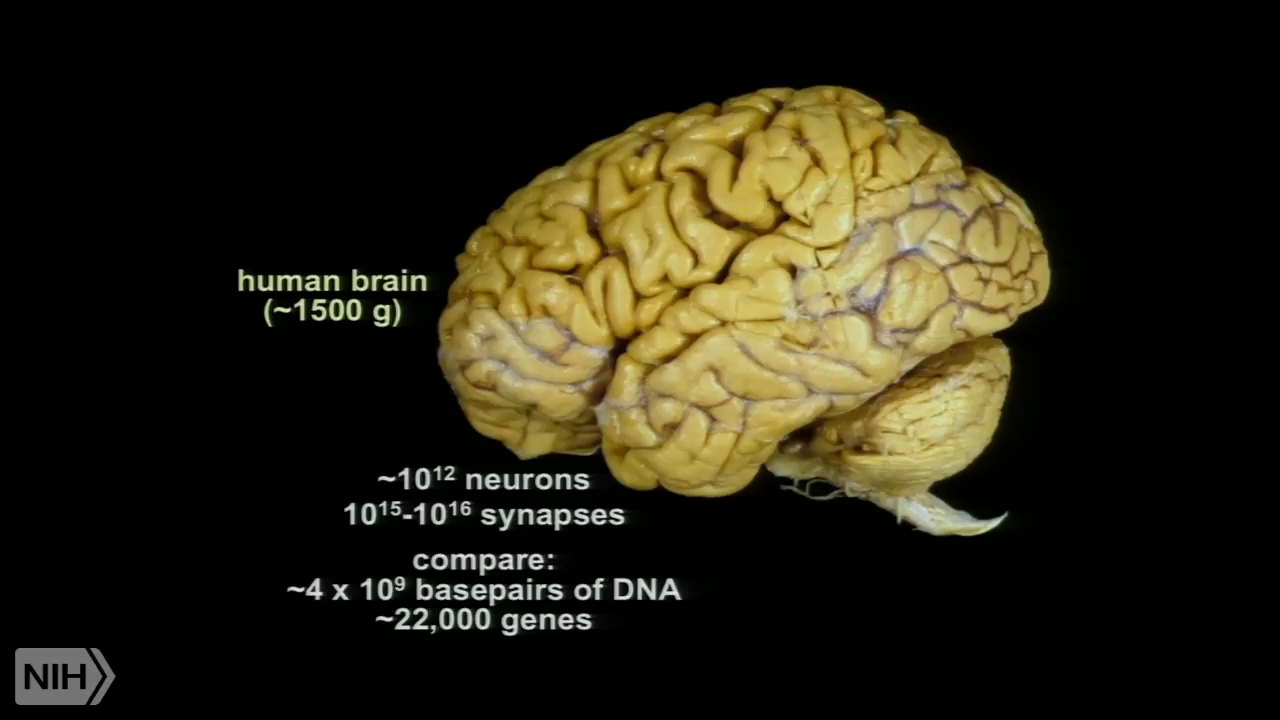 human brain
(~1500 g)
~10¹² neurons
10¹⁵-10¹⁶ synapses
compare:
~4 x 10⁹ basepairs of DNA
~22,000 genes
NIH